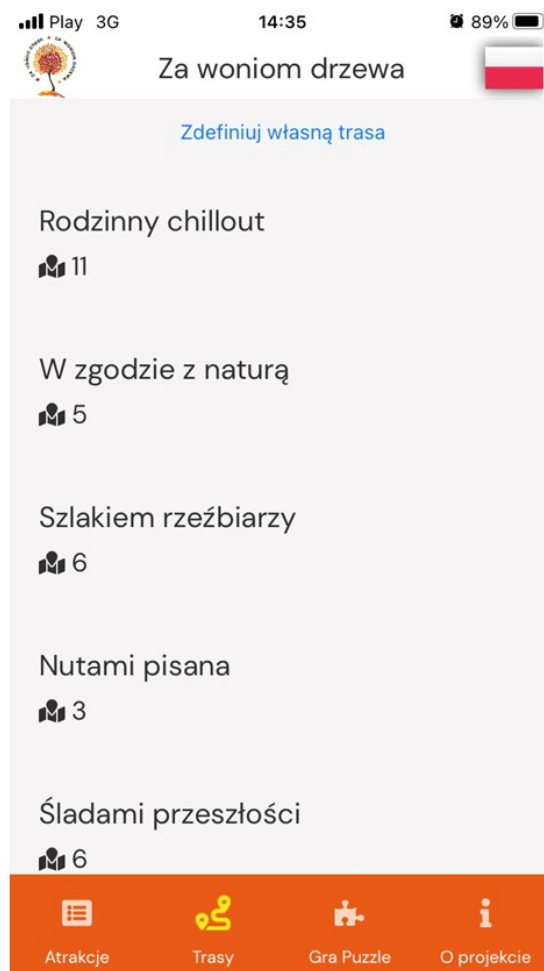 Play 3G 14:35 89%
Za woniom drzewa
Zdefiniuj własną trasa
Rodzinny chillout
11
W zgodzie z naturą
5
Szlakiem rzeźbiarzy
6
Nutami pisana
3
Śladami przeszłości
6
Atrakcje Trasy Gra Puzzle O projekcie